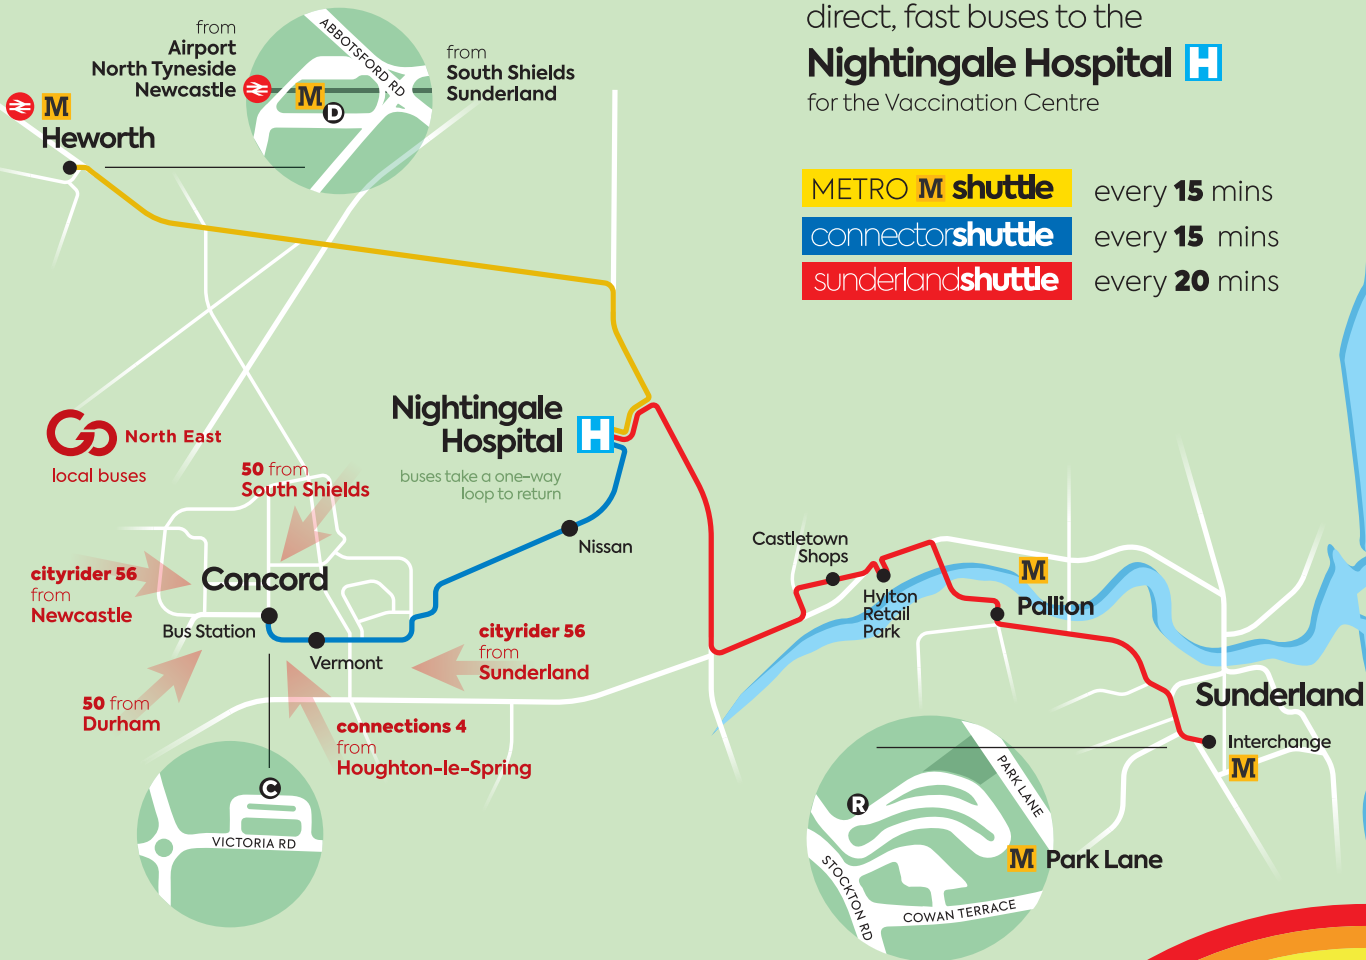 direct, fast buses to the
Nightingale Hospital H
for the Vaccination Centre
METRO M shuttle every 15 mins
connectorshuttle every 15 mins
sunderlandshuttle every 20 mins
from
Airport
North Tyneside
Newcastle
ABBOTSFORD RD
M
D
from
South Shields
Sunderland
M
Heworth
GO North East
local buses
Nightingale
Hospital
H
buses take a one-way
loop to return
50 from
South Shields
cityrider 56
from
Newcastle
Concord
Bus Station
Vermont
Nissan
cityrider 56
from
Sunderland
50 from
Durham
connections 4
from
Houghton-le-Spring
C
VICTORIA RD
Castletown
Shops
Hylton
Retail
Park
M
Pallion
Sunderland
Interchange
M
R
PARK LANE
M Park Lane
STOCKTON RD
COWAN TERRACE